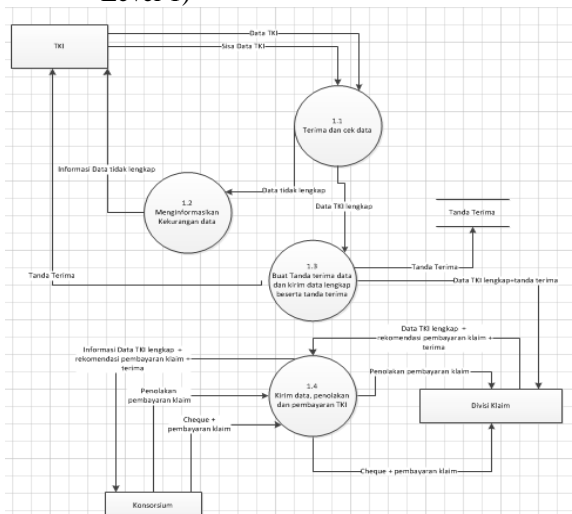 Level 1)
Data TKI
TKI
Sisa Data TKI
1.1
Terima dan cek data
Informasi Data tidak lengkap
Data tidak lengkap
1.2
Menginformasikan
Kekurangan data
Data TKI lengkap
Tanda Terima
1.3
Buat Tanda terima data
dan kirim data lengkap
beserta tanda terima
Tanda Terima
Tanda Terima
Data TKI lengkap+tanda terima
Informasi Data TKI lengkap +
rekomendasi pembayaran klaim +
terima
Data TKI lengkap +
rekomendasi pembayaran klaim +
terima
Penolakan pembayaran klaim
1.4
Kirim data, penolakan
dan pembayaran TKI
Penolakan
pembayaran klaim
Divisi Klaim
Cheque +
pembayaran klaim
Cheque + pembayaran klaim
Konsorsium